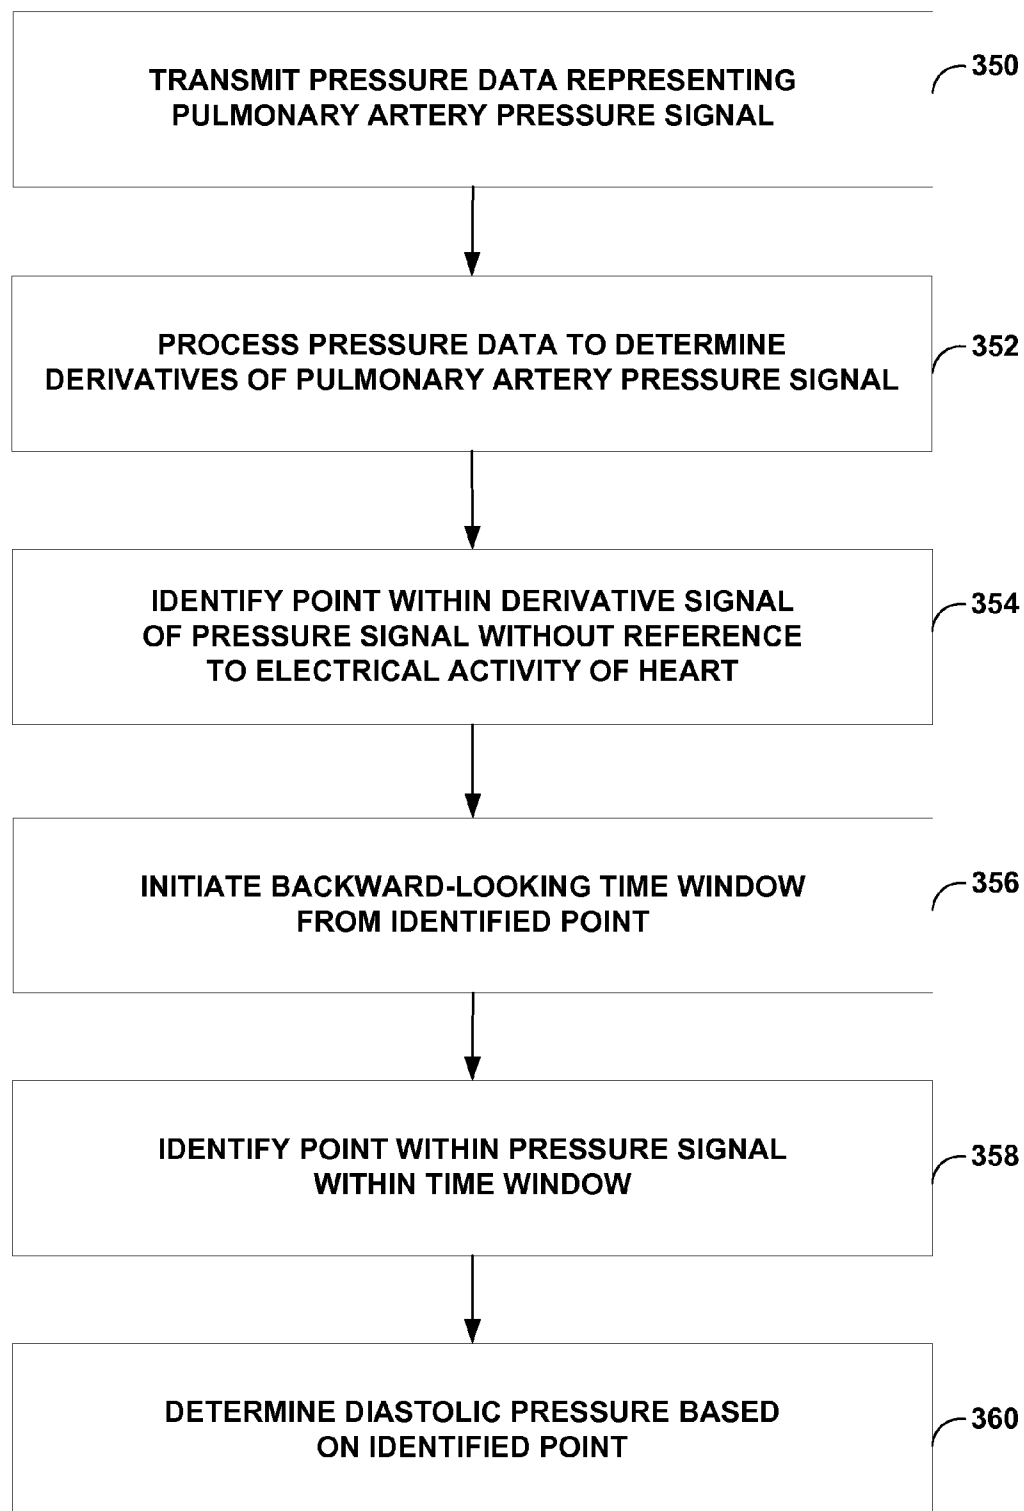 TRANSMIT PRESSURE DATA REPRESENTING
PULMONARY ARTERY PRESSURE SIGNAL
350
PROCESS PRESSURE DATA TO DETERMINE
DERIVATIVES OF PULMONARY ARTERY PRESSURE SIGNAL
352
IDENTIFY POINT WITHIN DERIVATIVE SIGNAL
OF PRESSURE SIGNAL WITHOUT REFERENCE
TO ELECTRICAL ACTIVITY OF HEART
354
INITIATE BACKWARD-LOOKING TIME WINDOW
FROM IDENTIFIED POINT
356
IDENTIFY POINT WITHIN PRESSURE SIGNAL
WITHIN TIME WINDOW
358
DETERMINE DIASTOLIC PRESSURE BASED
ON IDENTIFIED POINT
360